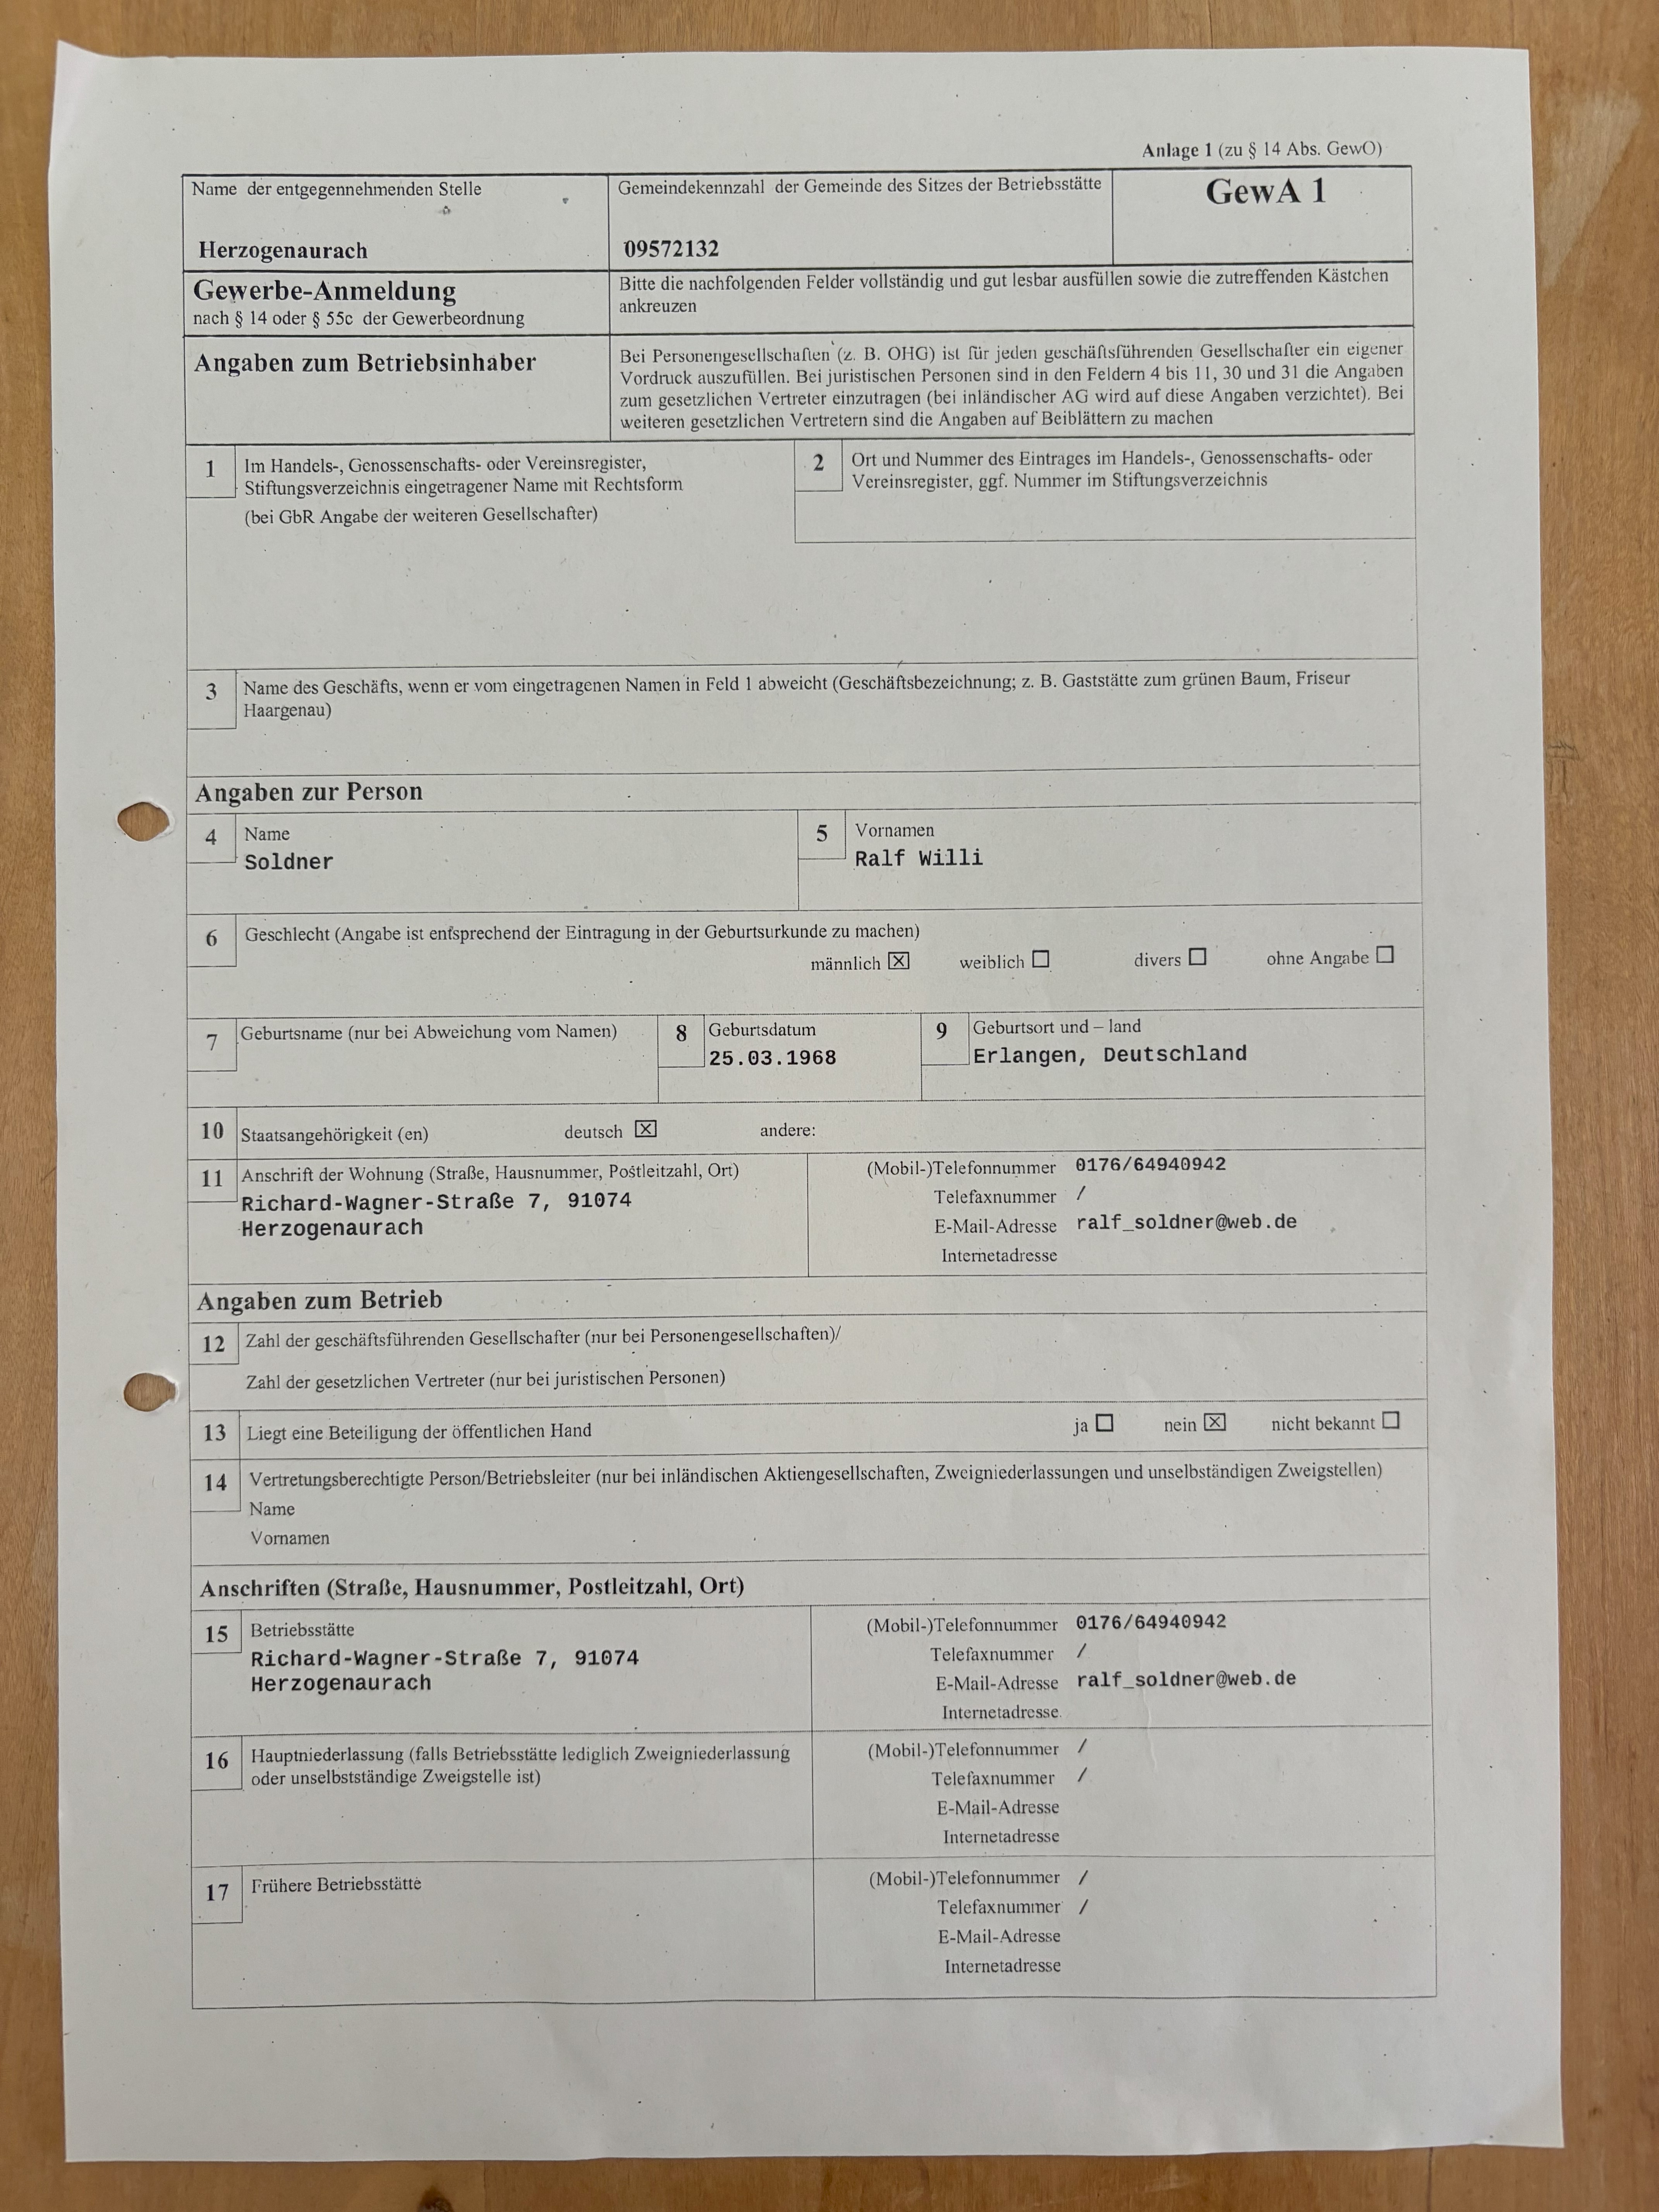 Anlage 1 (zu § 14 Abs. GewO)
Name der entgegennehmenden Stelle
Herzogenaurach
Gemeindekennzahl der Gemeinde des Sitzes der Betriebsstätte
09572132
GewA 1
Gewerbe-Anmeldung
nach § 14 oder § 55c der Gewerbeordnung
Bitte die nachfolgenden Felder vollständig und gut lesbar ausfüllen sowie die zutreffenden Kästchen
ankreuzen
Angaben zum Betriebsinhaber
Bei Personengesellschaften (z. B. OHG) ist für jeden geschäftsführenden Gesellschafter ein eigener
Vordruck auszufüllen. Bei juristischen Personen sind in den Feldern 4 bis 11, 30 und 31 die Angaben
zum gesetzlichen Vertreter einzutragen (bei inländischer AG wird auf diese Angaben verzichtet). Bei
weiteren gesetzlichen Vertretern sind die Angaben auf Beiblättern zu machen
1 Im Handels-, Genossenschafts- oder Vereinsregister,
Stiftungsverzeichnis eingetragener Name mit Rechtsform
(bei GbR Angabe der weiteren Gesellschafter)
2 Ort und Nummer des Eintrages im Handels-, Genossenschafts- oder
Vereinsregister, ggf. Nummer im Stiftungsverzeichnis
3 Name des Geschäfts, wenn er vom eingetragenen Namen in Feld 1 abweicht (Geschäftsbezeichnung; z. B. Gaststätte zum grünen Baum, Friseur
Haargenau)
Angaben zur Person
4 Name
Soldner
5 Vornamen
Ralf Willi
6 Geschlecht (Angabe ist entsprechend der Eintragung in der Geburtsurkunde zu machen)
männlich ☒ weiblich ☐ divers ☐ ohne Angabe ☐
7 Geburtsname (nur bei Abweichung vom Namen)
8 Geburtsdatum
25.03.1968
9 Geburtsort und – land
Erlangen, Deutschland
10 Staatsangehörigkeit (en) deutsch ☒ andere:
11 Anschrift der Wohnung (Straße, Hausnummer, Postleitzahl, Ort)
Richard-Wagner-Straße 7, 91074
Herzogenaurach
(Mobil-)Telefonnummer 0176/64940942
Telefaxnummer /
E-Mail-Adresse ralf_soldner@web.de
Internetadresse
Angaben zum Betrieb
12 Zahl der geschäftsführenden Gesellschafter (nur bei Personengesellschaften)/
Zahl der gesetzlichen Vertreter (nur bei juristischen Personen)
13 Liegt eine Beteiligung der öffentlichen Hand ja ☐ nein ☒ nicht bekannt ☐
14 Vertretungsberechtigte Person/Betriebsleiter (nur bei inländischen Aktiengesellschaften, Zweigniederlassungen und unselbständigen Zweigstellen)
Name
Vornamen
Anschriften (Straße, Hausnummer, Postleitzahl, Ort)
15 Betriebsstätte
Richard-Wagner-Straße 7, 91074
Herzogenaurach
(Mobil-)Telefonnummer 0176/64940942
Telefaxnummer /
E-Mail-Adresse ralf_soldner@web.de
Internetadresse
16 Hauptniederlassung (falls Betriebsstätte lediglich Zweigniederlassung
oder unselbstständige Zweigstelle ist)
(Mobil-)Telefonnummer /
Telefaxnummer /
E-Mail-Adresse
Internetadresse
17 Frühere Betriebsstätte
(Mobil-)Telefonnummer /
Telefaxnummer /
E-Mail-Adresse
Internetadresse